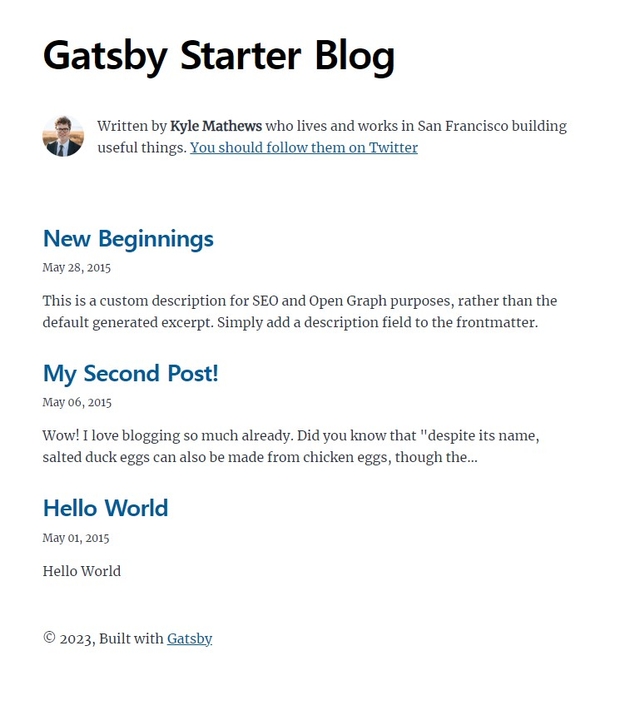 Gatsby Starter Blog
Written by Kyle Mathews who lives and works in San Francisco building
useful things. You should follow them on Twitter
New Beginnings
May 28, 2015
This is a custom description for SEO and Open Graph purposes, rather than the
default generated excerpt. Simply add a description field to the frontmatter.
My Second Post!
May 06, 2015
Wow! I love blogging so much already. Did you know that "despite its name,
salted duck eggs can also be made from chicken eggs, though the…
Hello World
May 01, 2015
Hello World
© 2023, Built with Gatsby